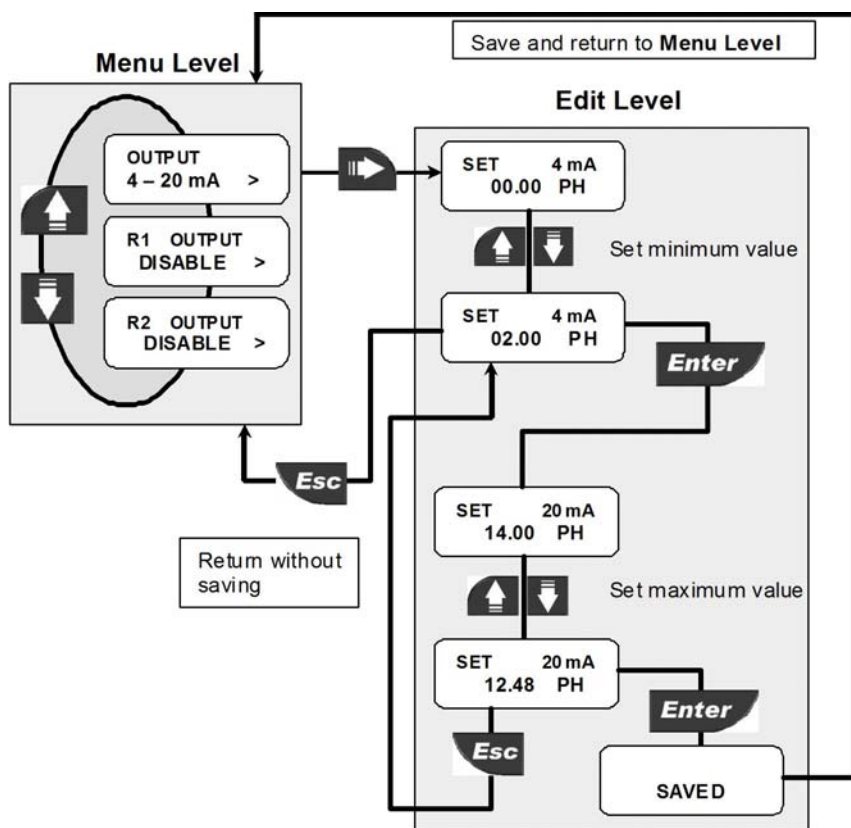 Save and return to Menu Level
Menu Level
Edit Level
OUTPUT
4 – 20 mA >
R1 OUTPUT
DISABLE >
R2 OUTPUT
DISABLE >
SET 4 mA
00.00 PH
Set minimum value
SET 4 mA
02.00 PH
Enter
Esc
Return without
saving
SET 20 mA
14.00 PH
Set maximum value
SET 20 mA
12.48 PH
Enter
Esc
SAVED